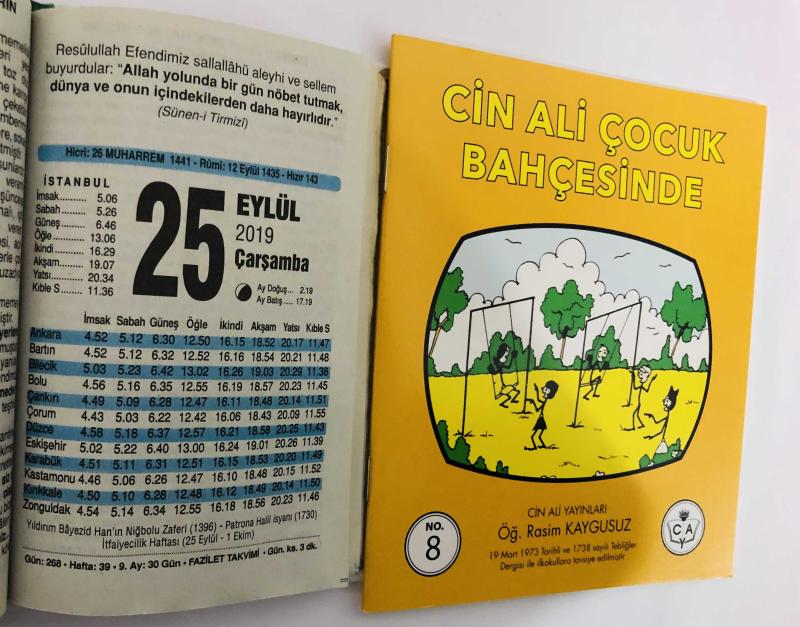 Resûlullah Efendimiz sallallâhü aleyhi ve sellem
buyurdular: “Allah yolunda bir gün nöbet tutmak,
dünya ve onun içindekilerden daha hayırlıdır.”
(Sünen-i Tirmizî)
Hicri: 26 MUHARREM 1441 - Rûmi: 12 Eylül 1435 - Hızır 143
İSTANBUL
İmsak.......... 5.06
Sabah.......... 5.26
Güneş.......... 6.46
Öğle............ 13.06
İkindi........... 16.29
Akşam......... 19.07
Yatsı............ 20.34
Kıble S........ 11.36
25
EYLÜL
2019
Çarşamba
Ay Doğuş... 2.19
Ay Batış..... 17.19
İmsak Sabah Güneş Öğle İkindi Akşam Yatsı Kıble S
Ankara 4.52 5.12 6.30 12.50 16.15 18.52 20.17 11.47
Bartın 4.52 5.12 6.32 12.52 16.16 18.54 20.21 11.48
Bilecik 5.03 5.23 6.42 13.02 16.26 19.03 20.29 11.38
Bolu 4.56 5.16 6.35 12.55 16.19 18.57 20.23 11.45
Çankırı 4.49 5.09 6.28 12.47 16.11 18.48 20.14 11.51
Çorum 4.43 5.03 6.22 12.42 16.06 18.43 20.09 11.55
Düzce 4.58 5.18 6.37 12.57 16.21 18.58 20.25 11.43
Eskişehir 5.02 5.22 6.40 13.00 16.24 19.01 20.26 11.39
Karabük 4.51 5.11 6.31 12.51 16.15 18.53 20.20 11.49
Kastamonu 4.46 5.06 6.26 12.47 16.10 18.48 20.15 11.52
Kırıkkale 4.50 5.10 6.28 12.48 16.12 18.49 20.14 11.50
Zonguldak 4.54 5.14 6.34 12.55 16.18 18.56 20.23 11.46
Yıldırım Bâyezid Han’ın Niğbolu Zaferi (1396) - Patrona Halil isyanı (1730)
İtfaiyecilik Haftası (25 Eylül - 1 Ekim)
Gün: 268 • Hafta: 39 • 9. Ay: 30 Gün • FAZİLET TAKVİMİ • Gün. ks. 3 dk.
CİN ALİ ÇOCUK
BAHÇESİNDE
CİN ALİ YAYINLARI
Öğ. Rasim KAYGUSUZ
19 Mart 1973 Tarihli ve 1738 sayılı Tebliğler
Dergisi ile ilkokullara tavsiye edilmiştir.
NO.
8
C A